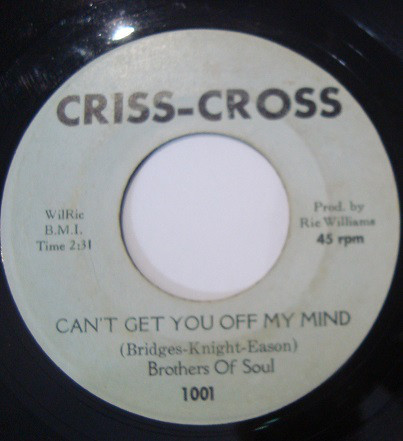 CRISS-CROSS
WilRic
B.M.I.
Time 2:31
Prod. by
Ric Williams
45 rpm
CAN'T GET YOU OFF MY MIND
(Bridges-Knight-Eason)
Brothers Of Soul
1001